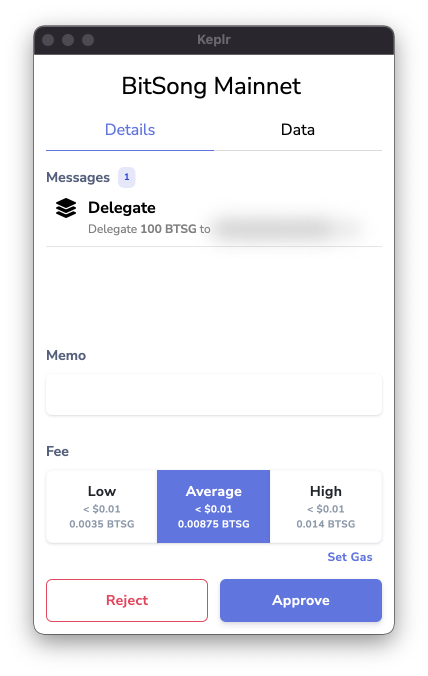 Keplr
BitSong Mainnet
Details Data
Messages 1
Delegate
Delegate 100 BTSG to
Memo
Fee
Low Average High
< $0.01 < $0.01 < $0.01
0.0035 BTSG 0.00875 BTSG 0.014 BTSG
Set Gas
Reject Approve